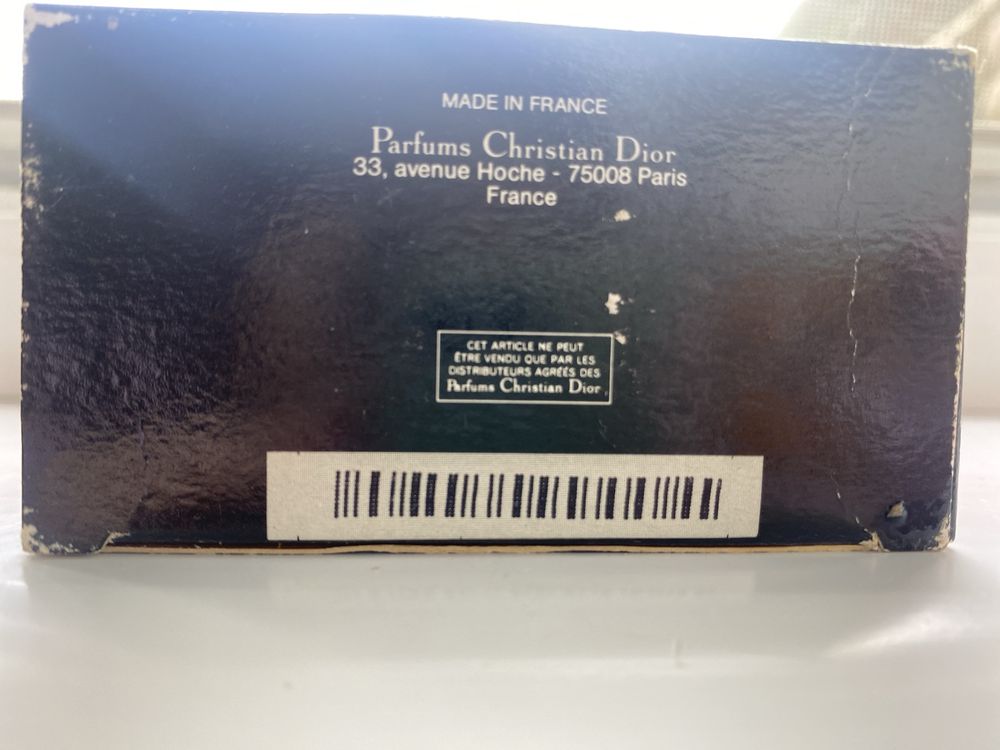 MADE IN FRANCE
Parfums Christian Dior
33, avenue Hoche - 75008 Paris
France
CET ARTICLE NE PEUT
ÊTRE VENDU QUE PAR LES
DISTRIBUTEURS AGRÉÉS DES
Parfums Christian Dior.